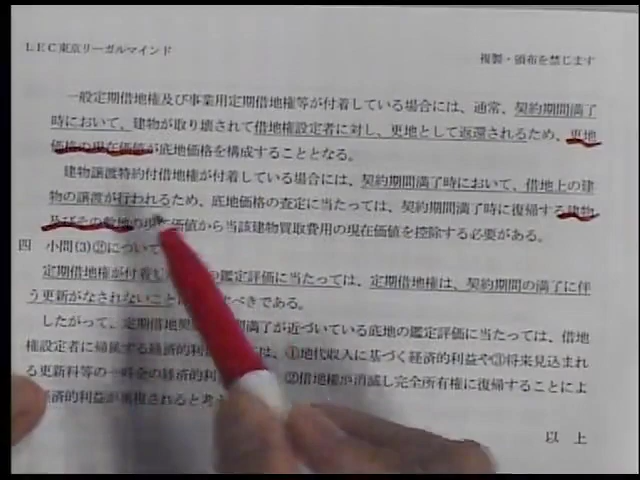 LEC東京リーガルマインド
複製・頒布を禁じます
一般定期借地権及び事業用定期借地権等が付着している場合には、通常、契約期間満了
時において、建物が取り壊されて借地権設定者に対し、更地として返還されるため、更地
価格の現在価値が底地価格を構成することとなる。
建物譲渡特約付借地権が付着している場合には、契約期間満了時において、借地上の建
物の譲渡が行われるため、底地価格の査定に当たっては、契約期間満了時に復帰する建物
及びその敷地の現在価値から当該建物買取費用の現在価値を控除する必要がある。
四 小問(3)②について
定期借地権が付着 の鑑定評価に当たっては、定期借地権は、契約期間の満了に伴
う更新がなされないこと すべきである。
したがって、定期借地契 間満了が近づいている底地の鑑定評価に当たっては、借地
権設定者に帰属する経済的利 は、①地代収入に基づく経済的利益や③将来見込まれ
る更新料等の一時金の経済的利 ②借地権が消滅し完全所有権に復帰することによ
経済的利益が重視されると考
以上